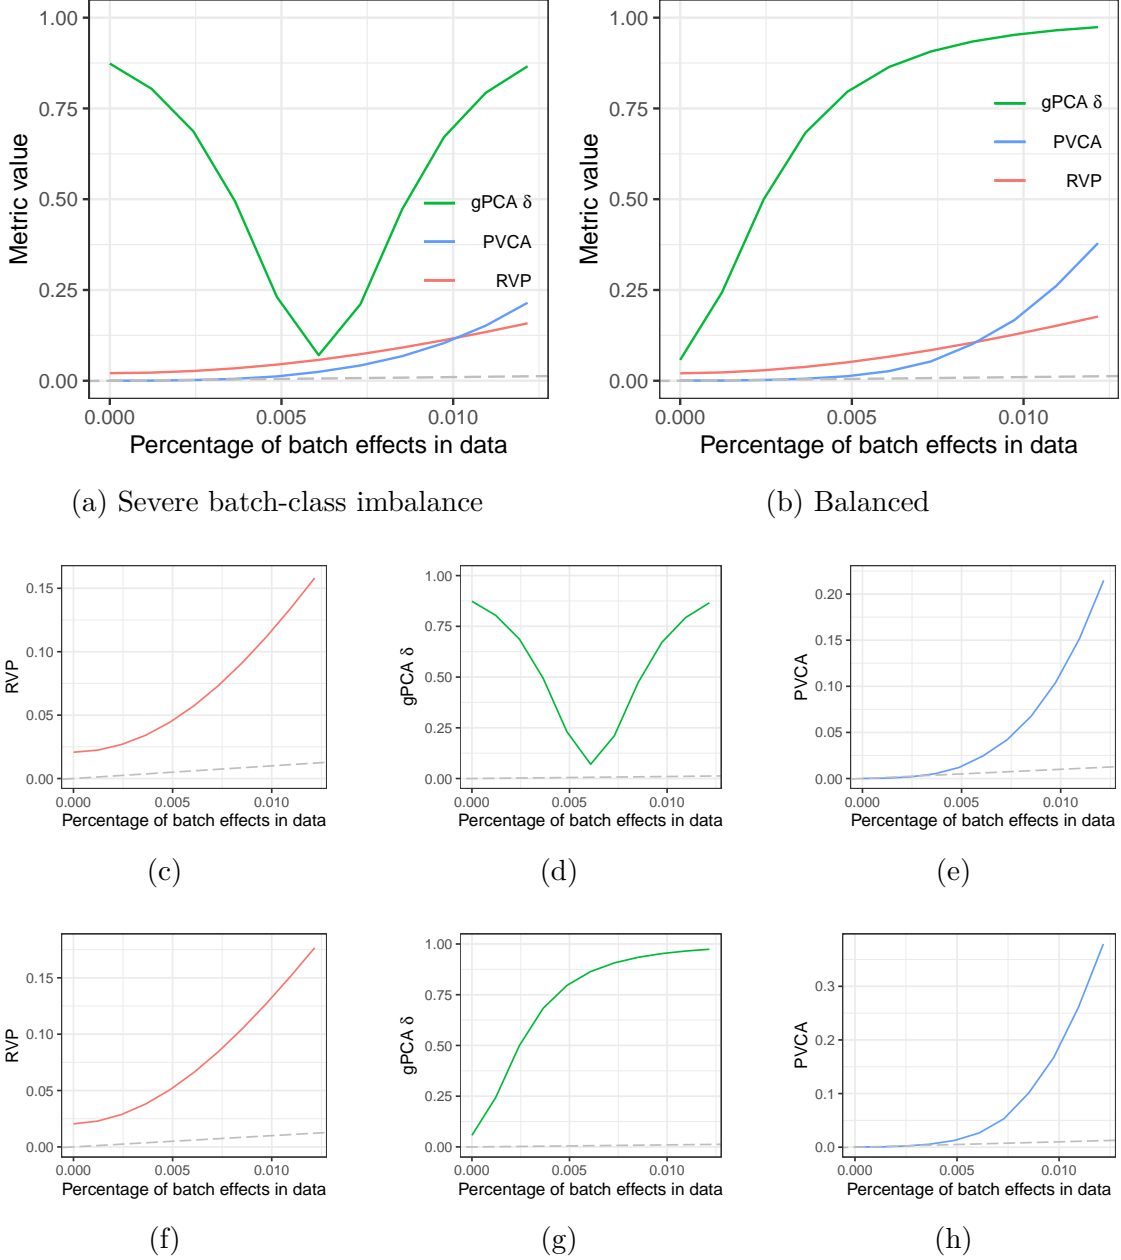 1.00
0.75
0.50
0.25
0.00
Metric value
gPCA δ
PVCA
RVP
0.000
0.005
0.010
Percentage of batch effects in data
(a) Severe batch-class imbalance
1.00
0.75
0.50
0.25
0.00
Metric value
gPCA δ
PVCA
RVP
0.000
0.005
0.010
Percentage of batch effects in data
(b) Balanced
0.15
0.10
0.05
0.00
RVP
0.000
0.005
0.010
Percentage of batch effects in data
(c)
1.00
0.75
0.50
0.25
0.00
gPCA δ
0.000
0.005
0.010
Percentage of batch effects in data
(d)
0.20
0.15
0.10
0.05
0.00
PVCA
0.000
0.005
0.010
Percentage of batch effects in data
(e)
0.15
0.10
0.05
0.00
RVP
0.000
0.005
0.010
Percentage of batch effects in data
(f)
1.00
0.75
0.50
0.25
0.00
gPCA δ
0.000
0.005
0.010
Percentage of batch effects in data
(g)
0.3
0.2
0.1
0.0
PVCA
0.000
0.005
0.010
Percentage of batch effects in data
(h)